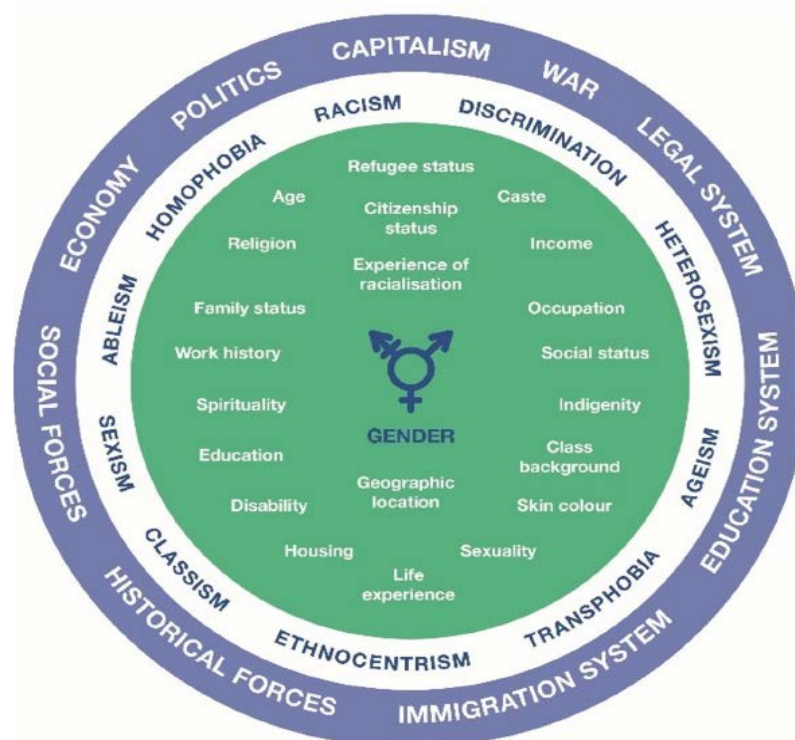 CAPITALISM
WAR
LEGAL SYSTEM
EDUCATION SYSTEM
IMMIGRATION SYSTEM
HISTORICAL FORCES
SOCIAL FORCES
ECONOMY
POLITICS
RACISM
DISCRIMINATION
HETEROSEXISM
AGEISM
TRANSPHOBIA
ETHNOCENTRISM
CLASSISM
SEXISM
ABLEISM
HOMOPHOBIA
Refugee status
Age
Citizenship
status
Caste
Religion
Income
Experience of
racialisation
Family status
Occupation
Work history
Social status
Spirituality
Indigenity
GENDER
Education
Class
background
Geographic
location
Disability
Skin colour
Housing
Sexuality
Life
experience